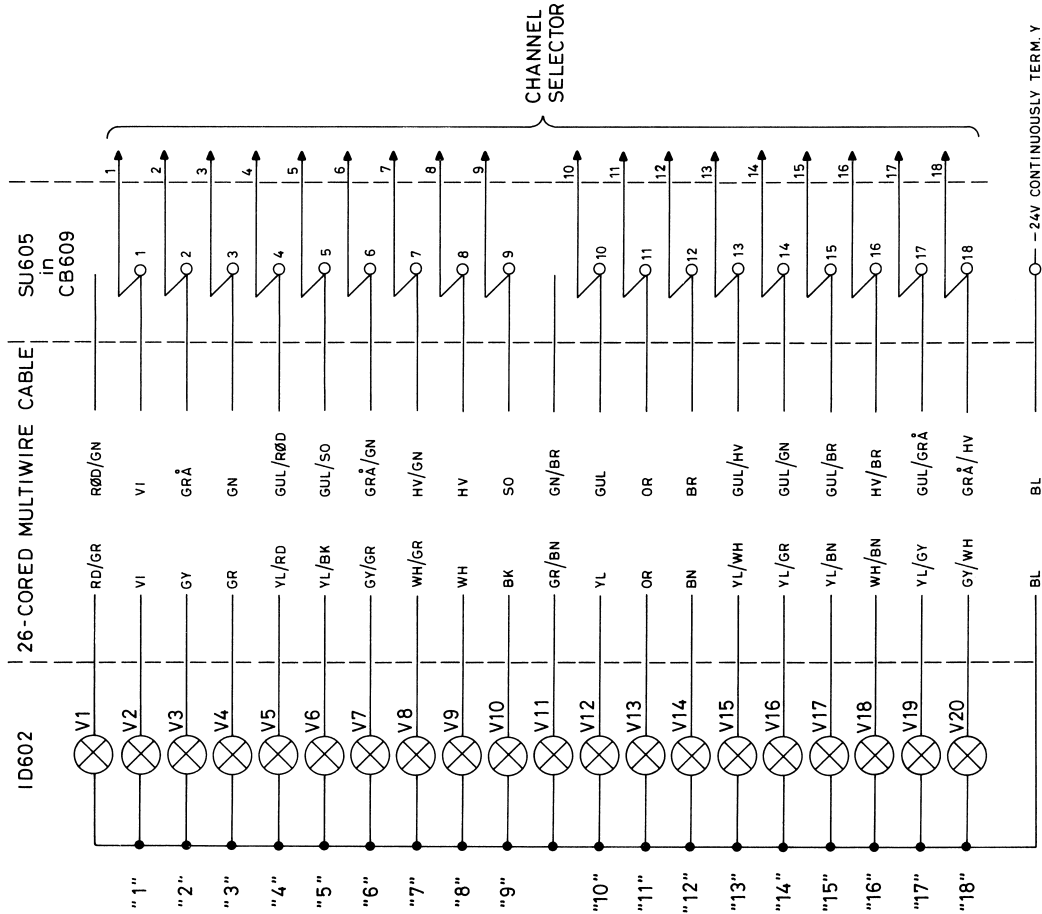 ID602
26-CORED MULTIWIRE CABLE
SU605
in
CB609
V1 RD/GR RØD/GN
"1" V2 VI VI 1 1
"2" V3 GY GRÅ 2 2
"3" V4 GR GN 3 3
"4" V5 YL/RD GUL/RØD 4 4
"5" V6 YL/BK GUL/SO 5 5
"6" V7 GY/GR GRÅ/GN 6 6
"7" V8 WH/GR HV/GN 7 7
"8" V9 WH HV 8 8
"9" V10 BK SO 9 9
V11 GR/BN GN/BR
"10" V12 YL GUL 10 10
"11" V13 OR OR 11 11
"12" V14 BN BR 12 12
"13" V15 YL/WH GUL/HV 13 13
"14" V16 YL/GR GUL/GN 14 14
"15" V17 YL/BN GUL/BR 15 15
"16" V18 WH/BN HV/BR 16 16
"17" V19 YL/GY GUL/GRÅ 17 17
"18" V20 GY/WH GRÅ/HV 18 18
BL BL - 24V CONTINUOUSLY TERM. Y
CHANNEL
SELECTOR